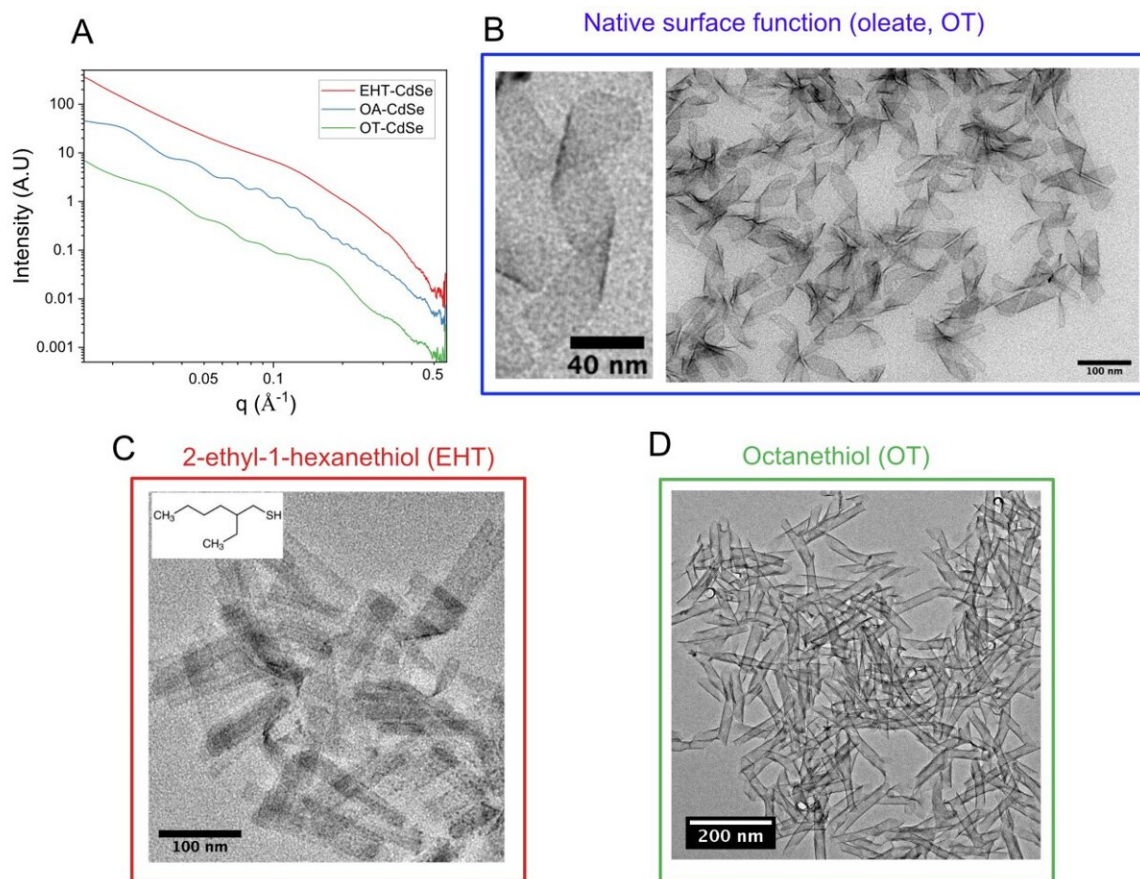 A
Intensity (A.U)
100
10
1
0.1
0.01
0.001
EHT-CdSe
OA-CdSe
OT-CdSe
0.05
0.1
0.5
q (Å⁻¹)
B
Native surface function (oleate, OT)
40 nm
100 nm
C
2-ethyl-1-hexanethiol (EHT)
CH₃
SH
CH₃
100 nm
D
Octanethiol (OT)
200 nm